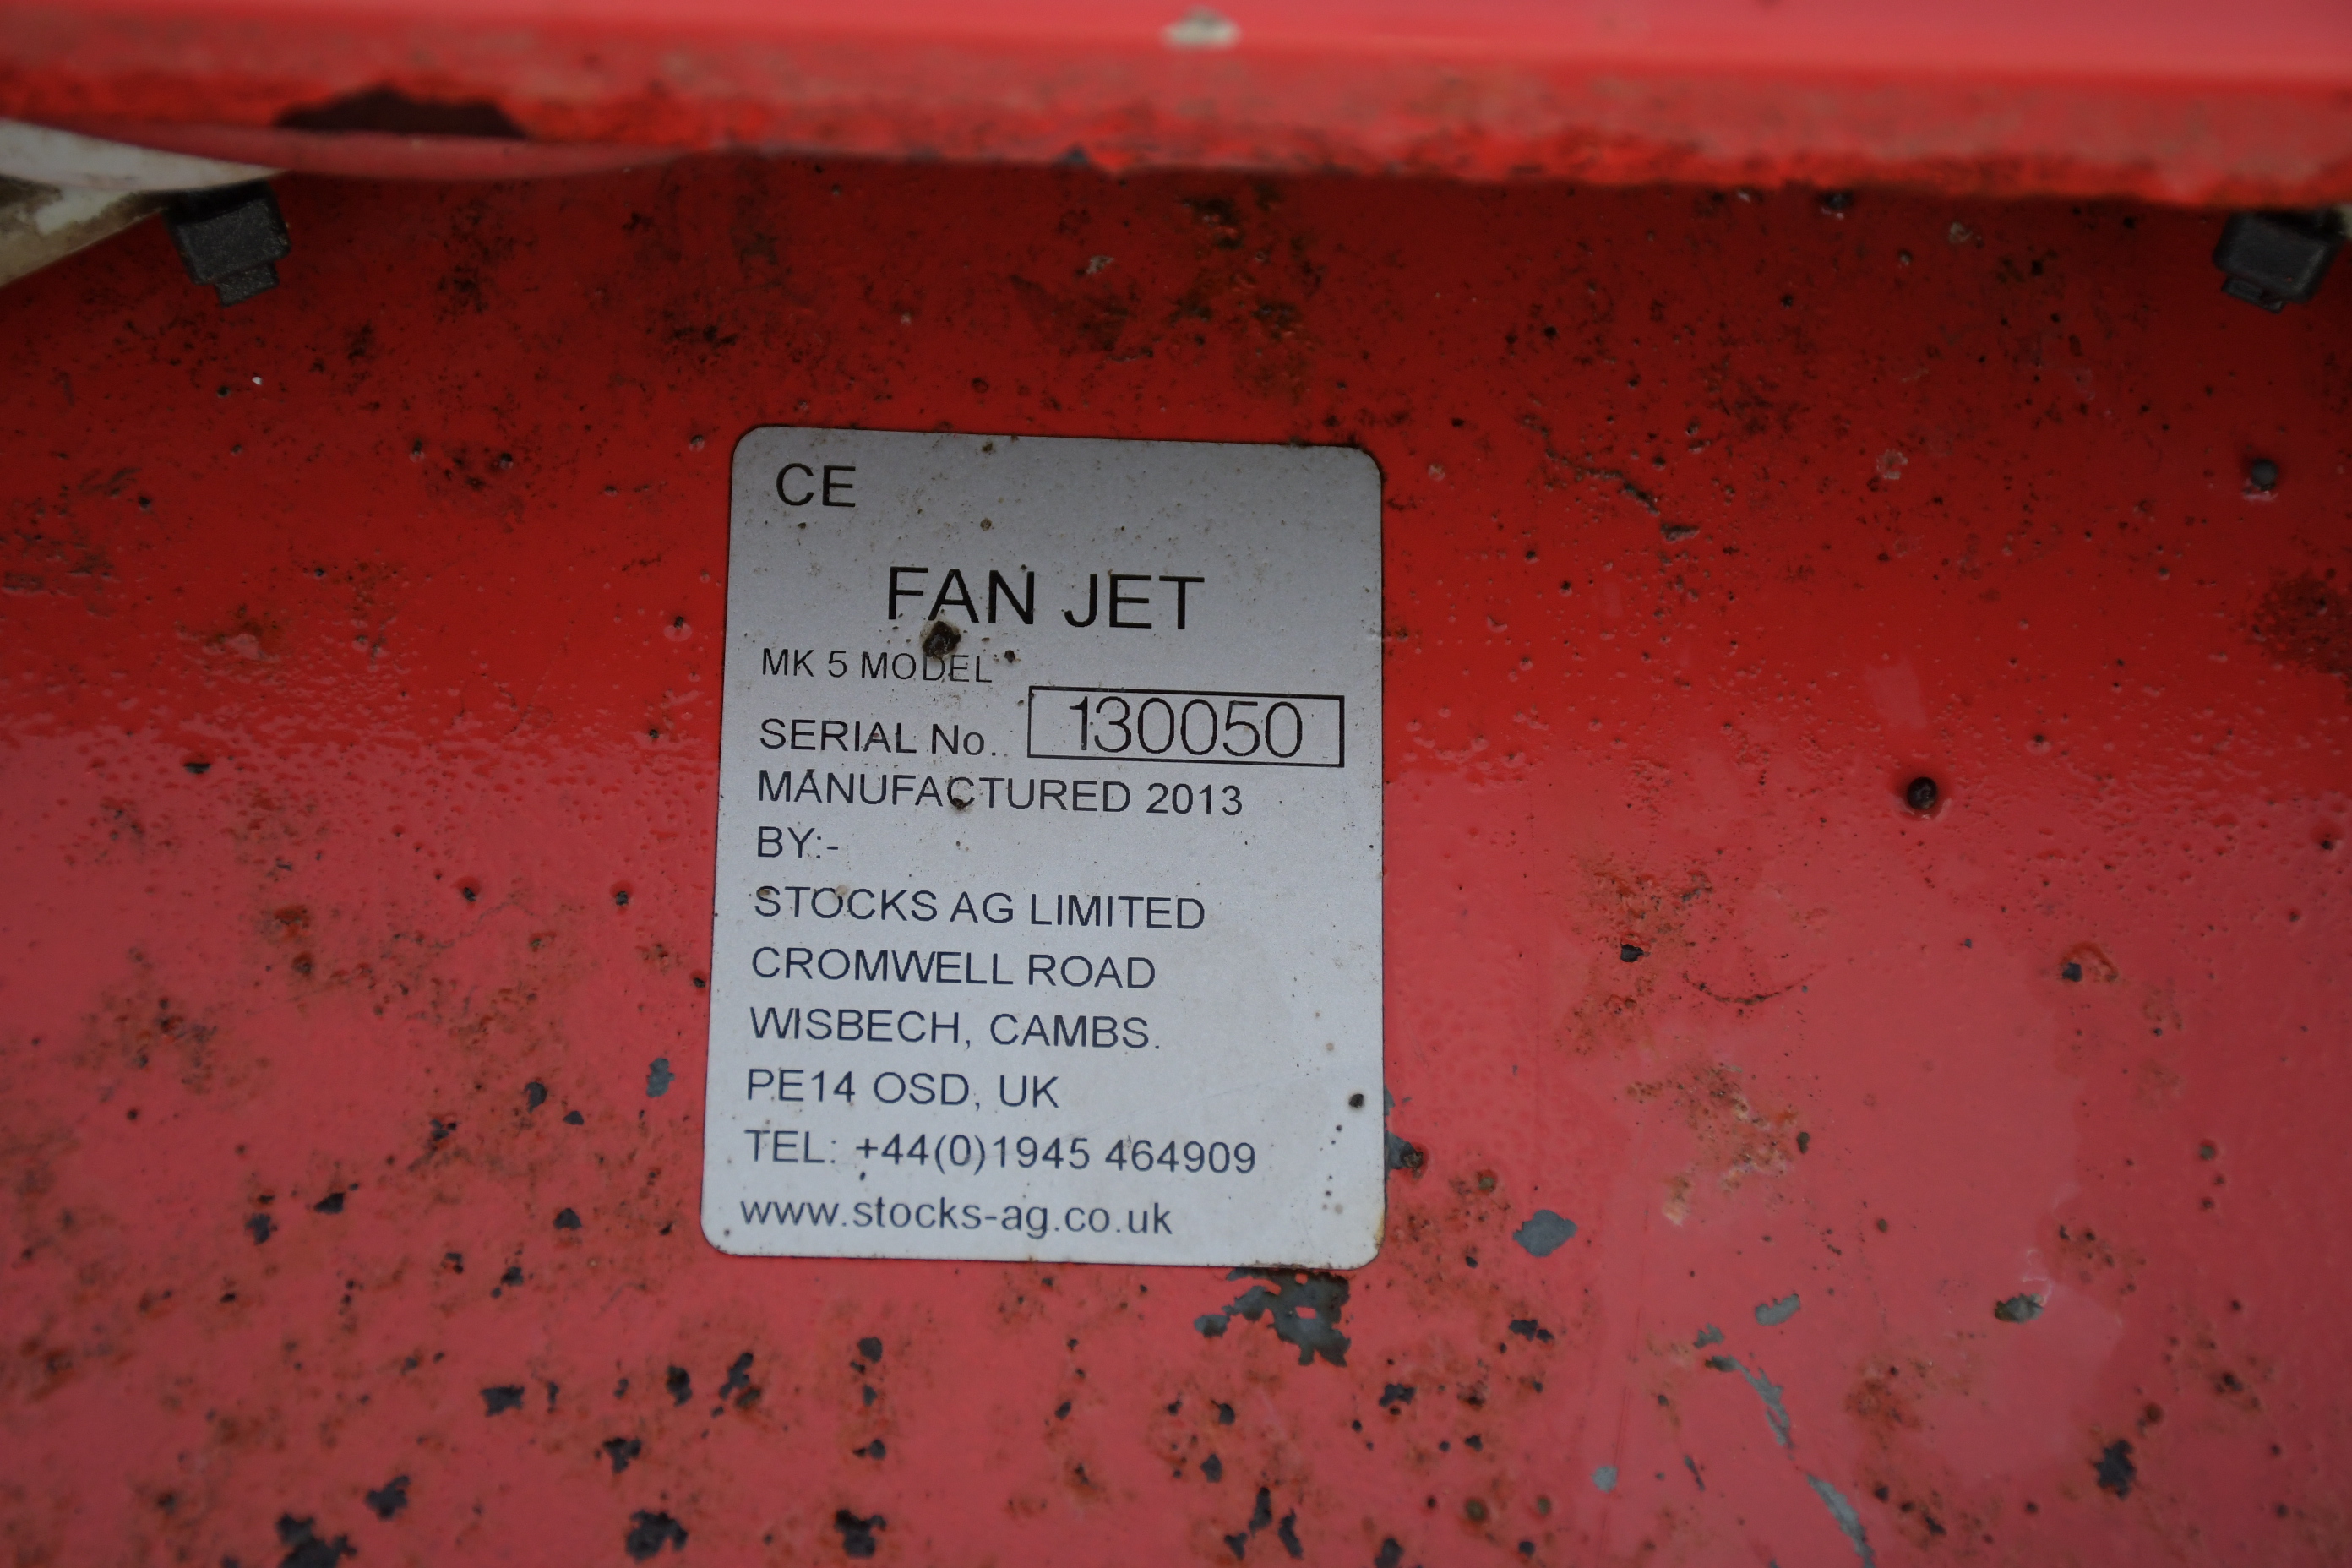 CE
FAN JET
MK 5 MODEL
SERIAL No. 130050
MANUFACTURED 2013
BY:-
STOCKS AG LIMITED
CROMWELL ROAD
WISBECH, CAMBS.
PE14 OSD, UK
TEL: +44(0)1945 464909
www.stocks-ag.co.uk